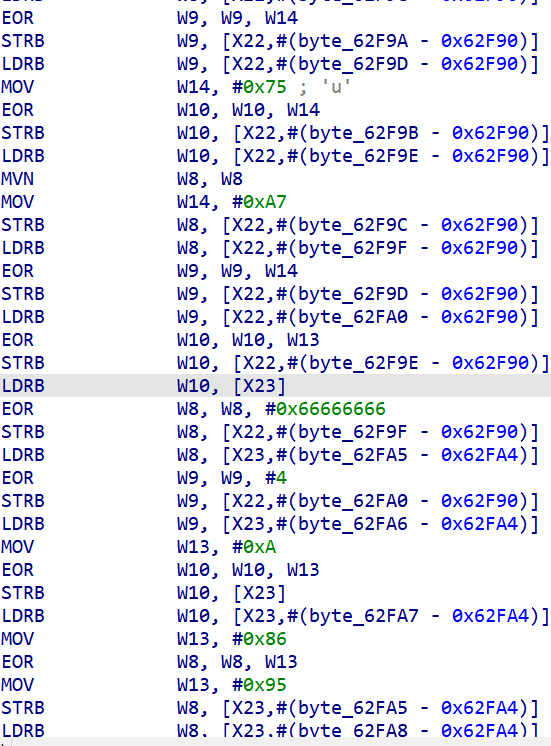 EOR W9, W9, W14
STRB W9, [X22,#(byte_62F9A - 0x62F90)]
LDRB W9, [X22,#(byte_62F9D - 0x62F90)]
MOV W14, #0x75 ; 'u'
EOR W10, W10, W14
STRB W10, [X22,#(byte_62F9B - 0x62F90)]
LDRB W10, [X22,#(byte_62F9E - 0x62F90)]
MVN W8, W8
MOV W14, #0xA7
STRB W8, [X22,#(byte_62F9C - 0x62F90)]
LDRB W8, [X22,#(byte_62F9F - 0x62F90)]
EOR W9, W9, W14
STRB W9, [X22,#(byte_62F9D - 0x62F90)]
LDRB W9, [X22,#(byte_62FA0 - 0x62F90)]
EOR W10, W10, W13
STRB W10, [X22,#(byte_62F9E - 0x62F90)]
LDRB W10, [X23]
EOR W8, W8, #0x66666666
STRB W8, [X22,#(byte_62F9F - 0x62F90)]
LDRB W8, [X23,#(byte_62FA5 - 0x62FA4)]
EOR W9, W9, #4
STRB W9, [X22,#(byte_62FA0 - 0x62F90)]
LDRB W9, [X23,#(byte_62FA6 - 0x62FA4)]
MOV W13, #0xA
EOR W10, W10, W13
STRB W10, [X23]
LDRB W10, [X23,#(byte_62FA7 - 0x62FA4)]
MOV W13, #0x86
EOR W8, W8, W13
MOV W13, #0x95
STRB W8, [X23,#(byte_62FA5 - 0x62FA4)]
LDRB W8, [X23,#(byte_62FA8 - 0x62FA4)]